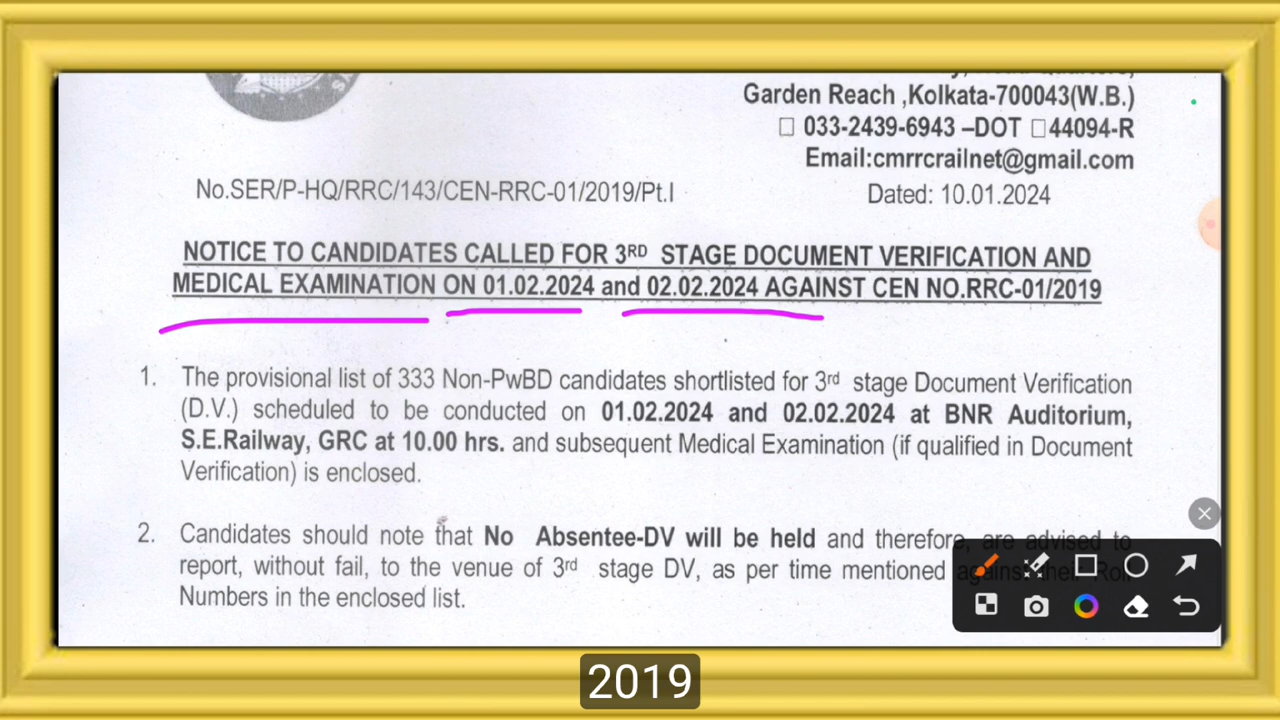 Garden Reach ,Kolkata-700043(W.B.)
033-2439-6943 –DOT 44094-R
Email:cmrrcrailnet@gmail.com
No.SER/P-HQ/RRC/143/CEN-RRC-01/2019/Pt.I
Dated: 10.01.2024
NOTICE TO CANDIDATES CALLED FOR 3RD STAGE DOCUMENT VERIFICATION AND
MEDICAL EXAMINATION ON 01.02.2024 and 02.02.2024 AGAINST CEN NO.RRC-01/2019
1. The provisional list of 333 Non-PwBD candidates shortlisted for 3rd stage Document Verification
(D.V.) scheduled to be conducted on 01.02.2024 and 02.02.2024 at BNR Auditorium,
S.E.Railway, GRC at 10.00 hrs. and subsequent Medical Examination (if qualified in Document
Verification) is enclosed.
2. Candidates should note that No Absentee-DV will be held and therefore, are advised to
report, without fail, to the venue of 3rd stage DV, as per time mentioned against their Roll
Numbers in the enclosed list.
2019